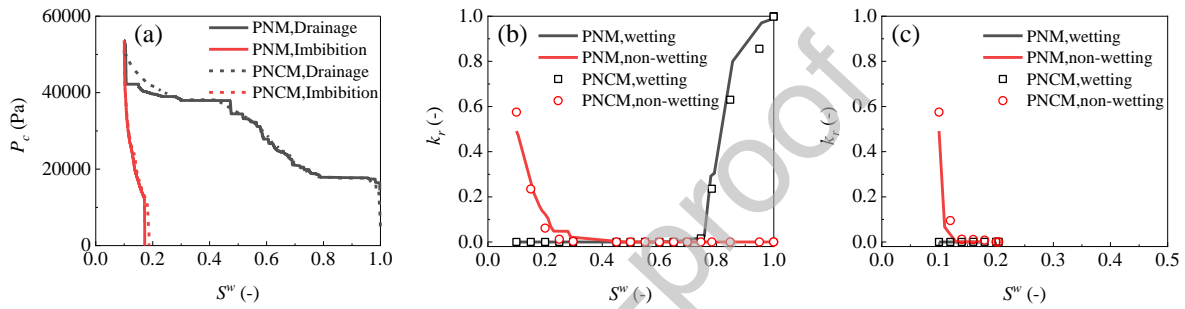 (a)
PNM,Drainage
PNM,Imbibition
PNCM,Drainage
PNCM,Imbibition
60000
40000
20000
0
P_c (Pa)
0.0 0.2 0.4 0.6 0.8 1.0
S^w (-)
(b)
PNM,wetting
PNM,non-wetting
PNCM,wetting
PNCM,non-wetting
1.0
0.8
0.6
0.4
0.2
0.0
k_r (-)
0.0 0.2 0.4 0.6 0.8 1.0
S^w (-)
(c)
PNM,wetting
PNM,non-wetting
PNCM,wetting
PNCM,non-wetting
1.0
0.8
0.6
0.4
0.2
0.0
k_r (-)
0.0 0.1 0.2 0.3 0.4 0.5
S^w (-)
-proof